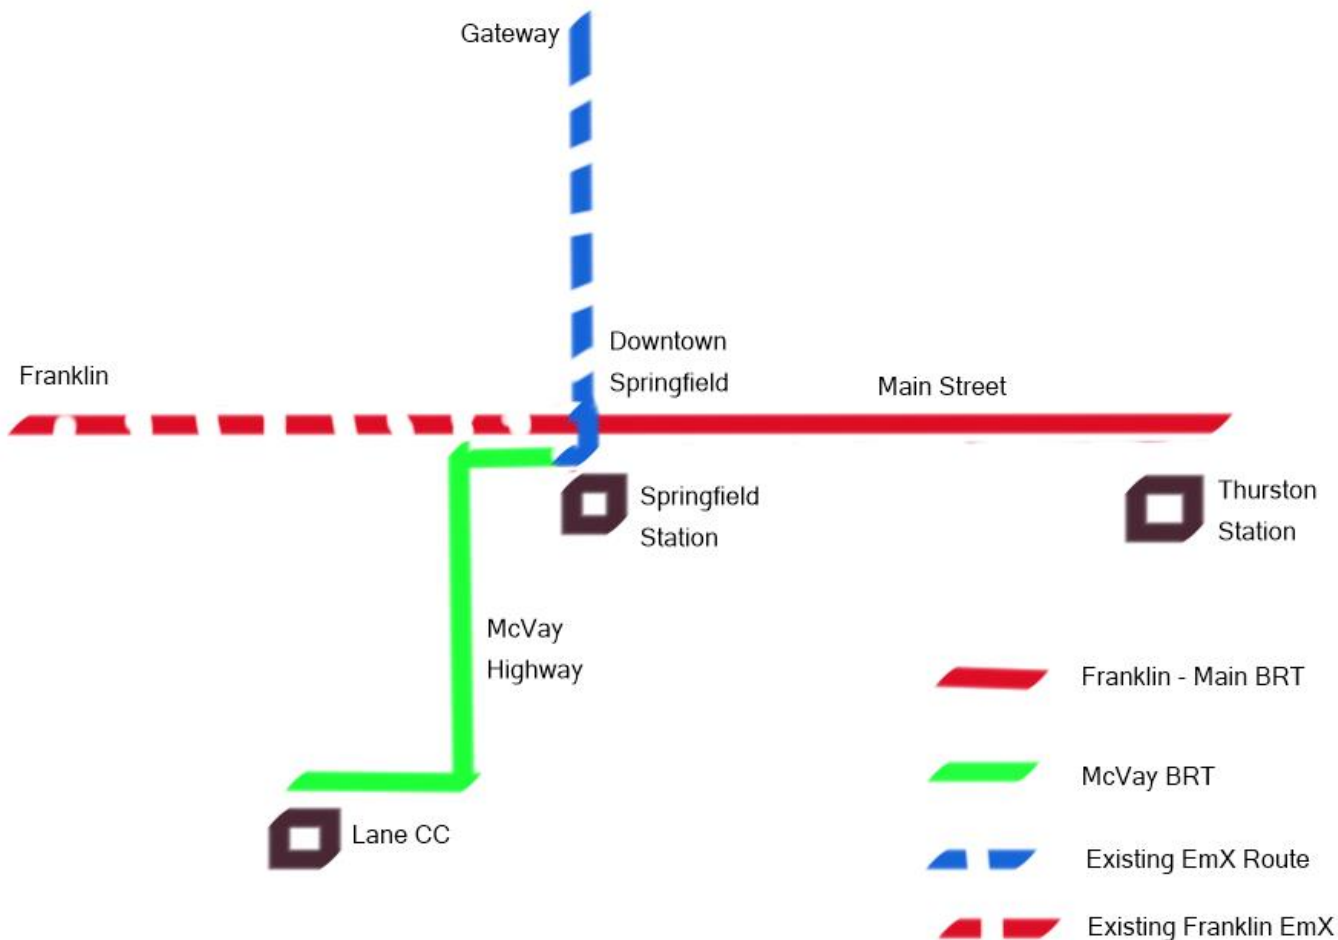 Gateway
Downtown
Springfield
Franklin
Main Street
Springfield
Station
Thurston
Station
McVay
Highway
Lane CC
Franklin - Main BRT
McVay BRT
Existing EmX Route
Existing Franklin EmX